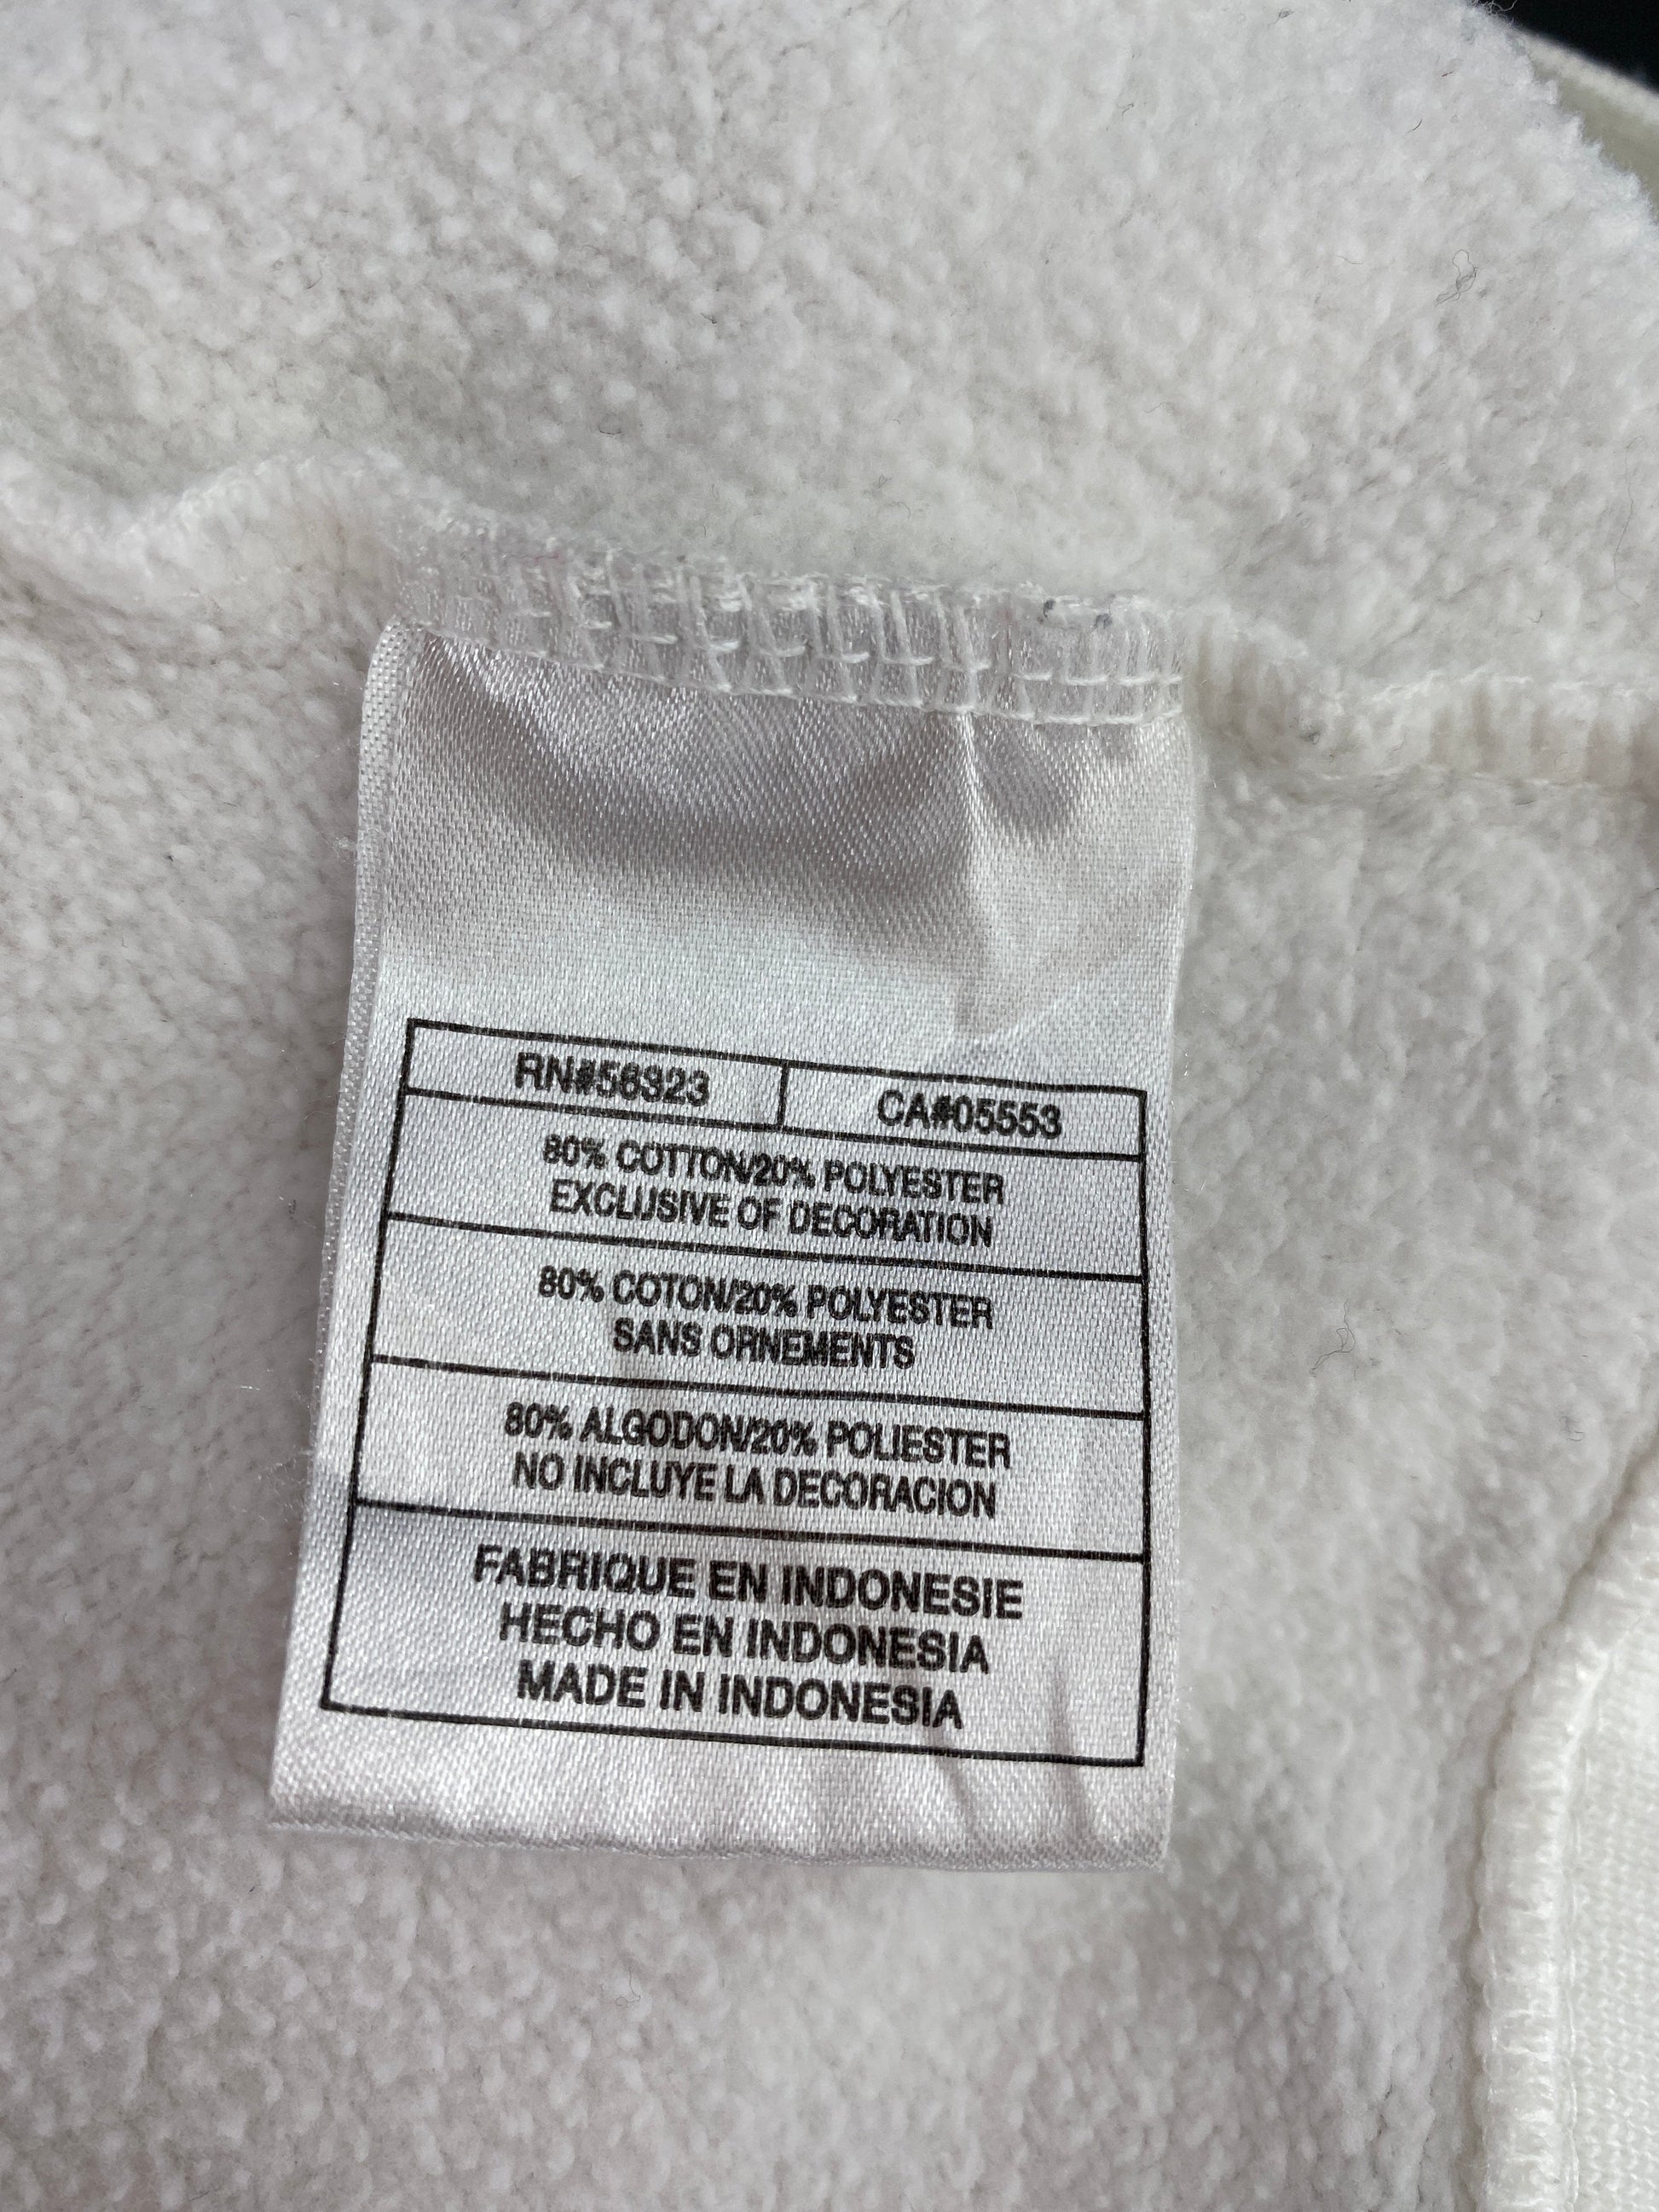 RN#56323 CA#05553
80% COTTON/20% POLYESTER
EXCLUSIVE OF DECORATION
80% COTON/20% POLYESTER
SANS ORNEMENTS
80% ALGODON/20% POLIESTER
NO INCLUYE LA DECORACION
FABRIQUE EN INDONESIE
HECHO EN INDONESIA
MADE IN INDONESIA